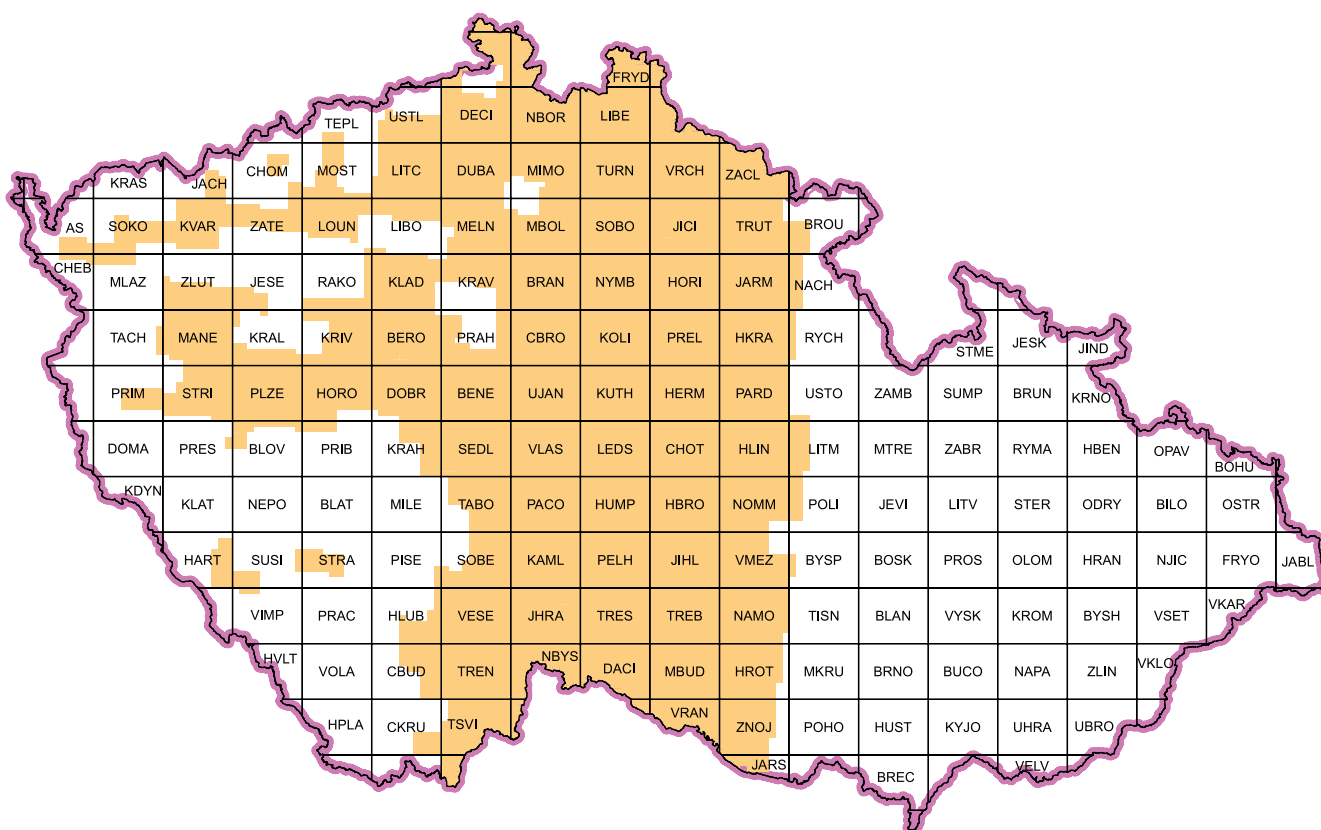 FRYD
TEPL USTL DECI NBOR LIBE
KRAS JACH CHOM MOST LITC DUBA MIMO TURN VRCH ZACL
AS SOKO KVAR ZATE LOUN LIBO MELN MBOL SOBO JICI TRUT BROU
CHEB MLAZ ZLUT JESE RAKO KLAD KRAV BRAN NYMB HORI JARM NACH
TACH MANE KRAL KRIV BERO PRAH CBRO KOLI PREL HKRA RYCH STME JESK JIND
PRIM STRI PLZE HORO DOBR BENE UJAN KUTH HERM PARD USTO ZAMB SUMP BRUN KRNO
DOMA PRES BLOV PRIB KRAH SEDL VLAS LEDS CHOT HLIN LITM MTRE ZABR RYMA HBEN OPAV BOHU
KDYN KLAT NEPO BLAT MILE TABO PACO HUMP HBRO NOMM POLI JEVI LITV STER ODRY BILO OSTR
HART SUSI STRA PISE SOBE KAML PELH JIHL VMEZ BYSP BOSK PROS OLOM HRAN NJIC FRYO JABL
VIMP PRAC HLUB VESE JHRA TRES TREB NAMO TISN BLAN VYSK KROM BYSH VSET VKAR
HVLT VOLA CBUD TREN NBYS DACI MBUD HROT MKRU BRNO BUCO NAPA ZLIN VKLO
HPLA CKRU TSVI VRAN ZNOJ POHO HUST KYJO UHRA UBRO
JARS BREC VELV